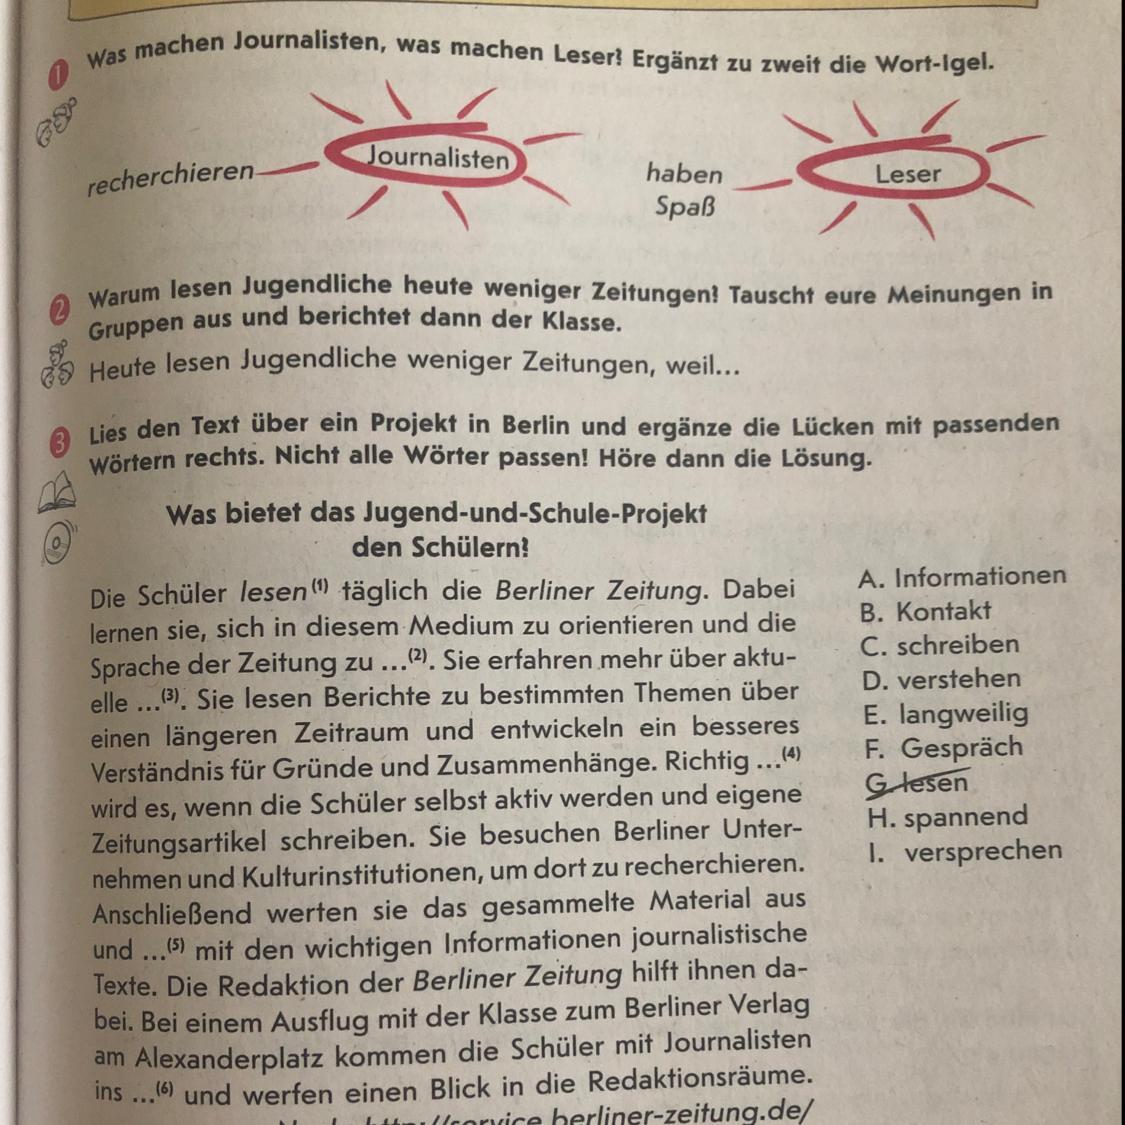 1 Was machen Journalisten, was machen Leser? Ergänzt zu zweit die Wort-Igel.
recherchieren
Journalisten
haben
Spaß
Leser
2 Warum lesen Jugendliche heute weniger Zeitungen? Tauscht eure Meinungen in
Gruppen aus und berichtet dann der Klasse.
Heute lesen Jugendliche weniger Zeitungen, weil...
3 Lies den Text über ein Projekt in Berlin und ergänze die Lücken mit passenden
Wörtern rechts. Nicht alle Wörter passen! Höre dann die Lösung.
Was bietet das Jugend-und-Schule-Projekt
den Schülern?
Die Schüler lesen(1) täglich die Berliner Zeitung. Dabei
lernen sie, sich in diesem Medium zu orientieren und die
Sprache der Zeitung zu ...(2). Sie erfahren mehr über aktu-
elle ...(3). Sie lesen Berichte zu bestimmten Themen über
einen längeren Zeitraum und entwickeln ein besseres
Verständnis für Gründe und Zusammenhänge. Richtig ...(4)
wird es, wenn die Schüler selbst aktiv werden und eigene
Zeitungsartikel schreiben. Sie besuchen Berliner Unter-
nehmen und Kulturinstitutionen, um dort zu recherchieren.
Anschließend werten sie das gesammelte Material aus
und ...(5) mit den wichtigen Informationen journalistische
Texte. Die Redaktion der Berliner Zeitung hilft ihnen da-
bei. Bei einem Ausflug mit der Klasse zum Berliner Verlag
am Alexanderplatz kommen die Schüler mit Journalisten
ins ...(6) und werfen einen Blick in die Redaktionsräume.
http://service.berliner-zeitung.de/
A. Informationen
B. Kontakt
C. schreiben
D. verstehen
E. langweilig
F. Gespräch
G. lesen
H. spannend
I. versprechen